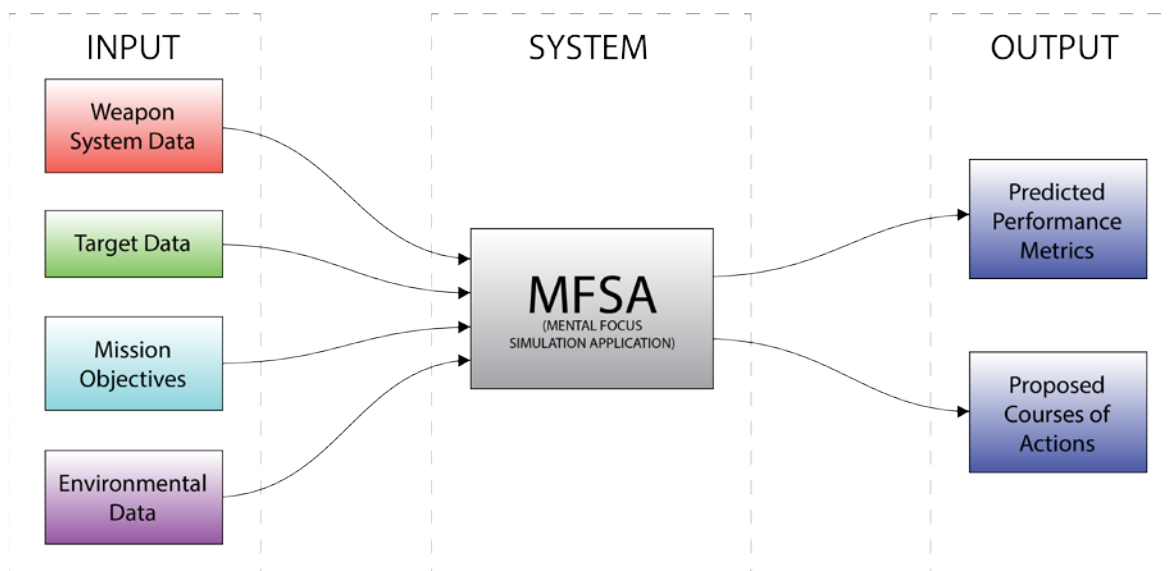 INPUT
Weapon
System Data
Target Data
Mission
Objectives
Environmental
Data
SYSTEM
MFSA
(MENTAL FOCUS
SIMULATION APPLICATION)
OUTPUT
Predicted
Performance
Metrics
Proposed
Courses of
Actions